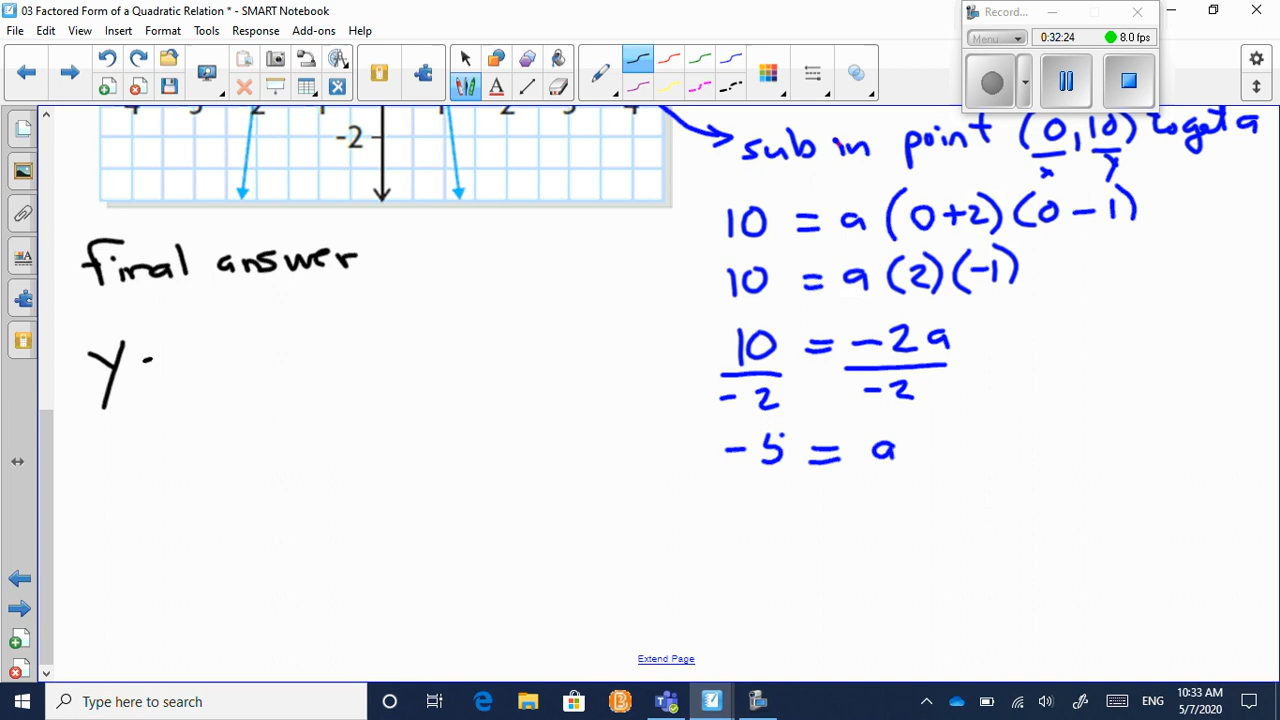 03 Factored Form of a Quadratic Relation * - SMART Notebook
Record...
File Edit View Insert Format Tools Response Add-ons Help
Menu 0:32:24 8.0 fps
-2
sub in point (0, 10) to get a
x y
10 = a (0+2) (0 - 1)
final answer
10 = a (2) (-1)
10 = -2a
-2 -2
y -
-5 = a
Extend Page
Type here to search
ENG
10:33 AM
5/7/2020